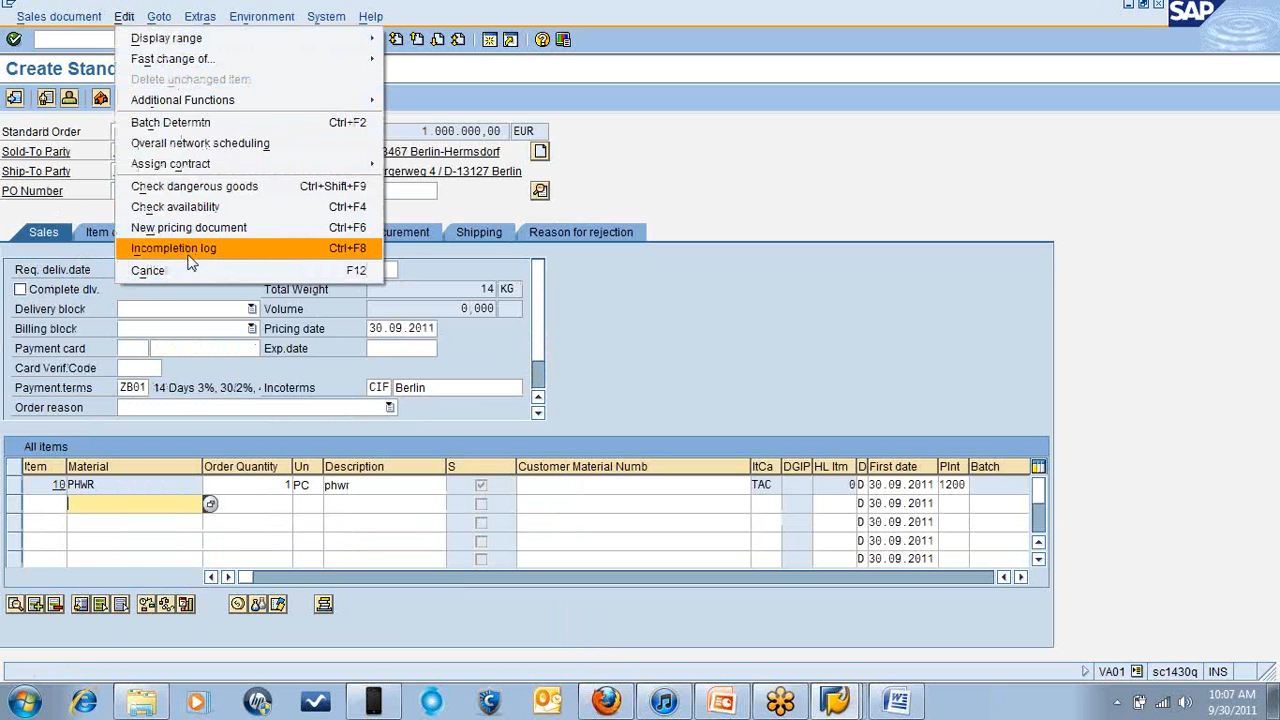 Sales document Edit Goto Extras Environment System Help
SAP
Display range
Fast change of...
Create Stand
Delete unchanged item
Additional Functions
Batch Determtn Ctrl+F2
Standard Order 1.000.000,00 EUR
Overall network scheduling
Sold-To Party 3467 Berlin-Hermsdorf
Assign contract
Ship-To Party rgerweg 4 / D-13127 Berlin
PO Number
Check dangerous goods Ctrl+Shift+F9
Check availability Ctrl+F4
New pricing document Ctrl+F6
Sales Item o urement Shipping Reason for rejection
Incompletion log Ctrl+F8
Req. deliv.date
Cance F12
Complete dlv. Total Weight 14 KG
Delivery block Volume 0,000
Billing block Pricing date 30.09.2011
Payment card Exp.date
Card Verif.Code
Payment.terms ZB01 14 Days 3%, 30/2%, Incoterms CIF Berlin
Order reason
All items
Item Material Order Quantity Un Description S Customer Material Numb ItCa DGIP HL Itm D First date Plnt Batch
10 PHWR 1 PC phwr TAC 0 D 30.09.2011 1200
D 30.09.2011
D 30.09.2011
D 30.09.2011
D 30.09.2011
VA01 sc1430q INS
10:07 AM
9/30/2011